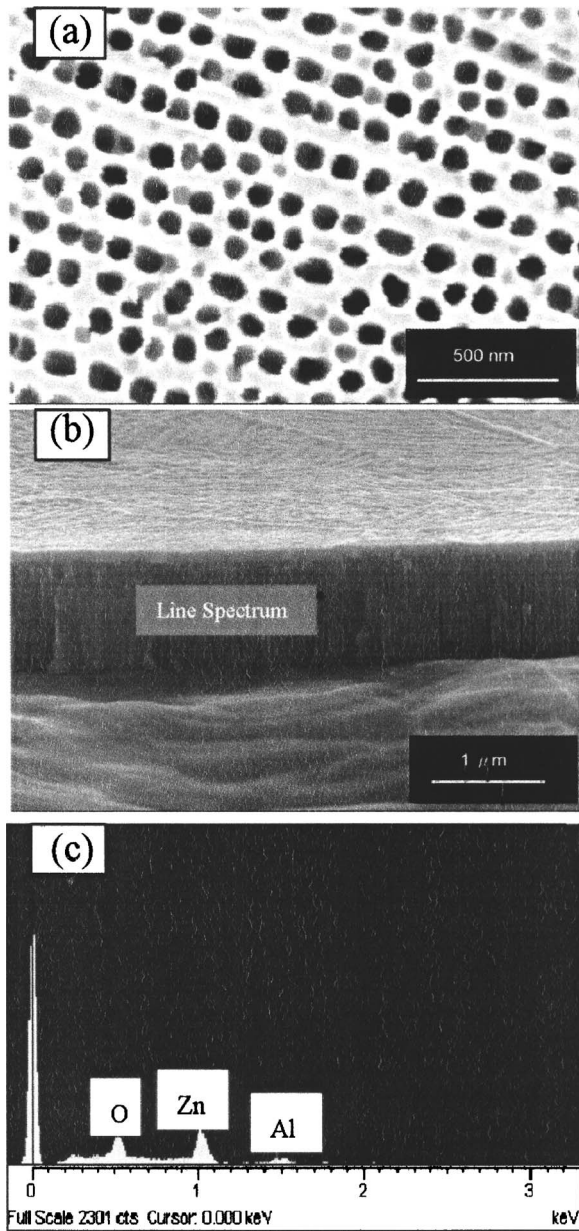 (a)
500 nm
(b)
Line Spectrum
1 μm
(c)
O
Zn
Al
0 1 2 3
Full Scale 2301 cts Cursor: 0.000 keV keV